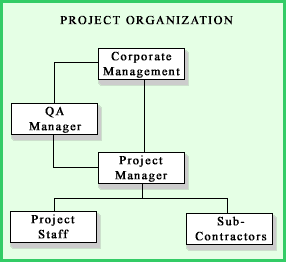 PROJECT ORGANIZATION
Corporate
Management
QA
Manager
Project
Manager
Project
Staff
Sub-
Contractors